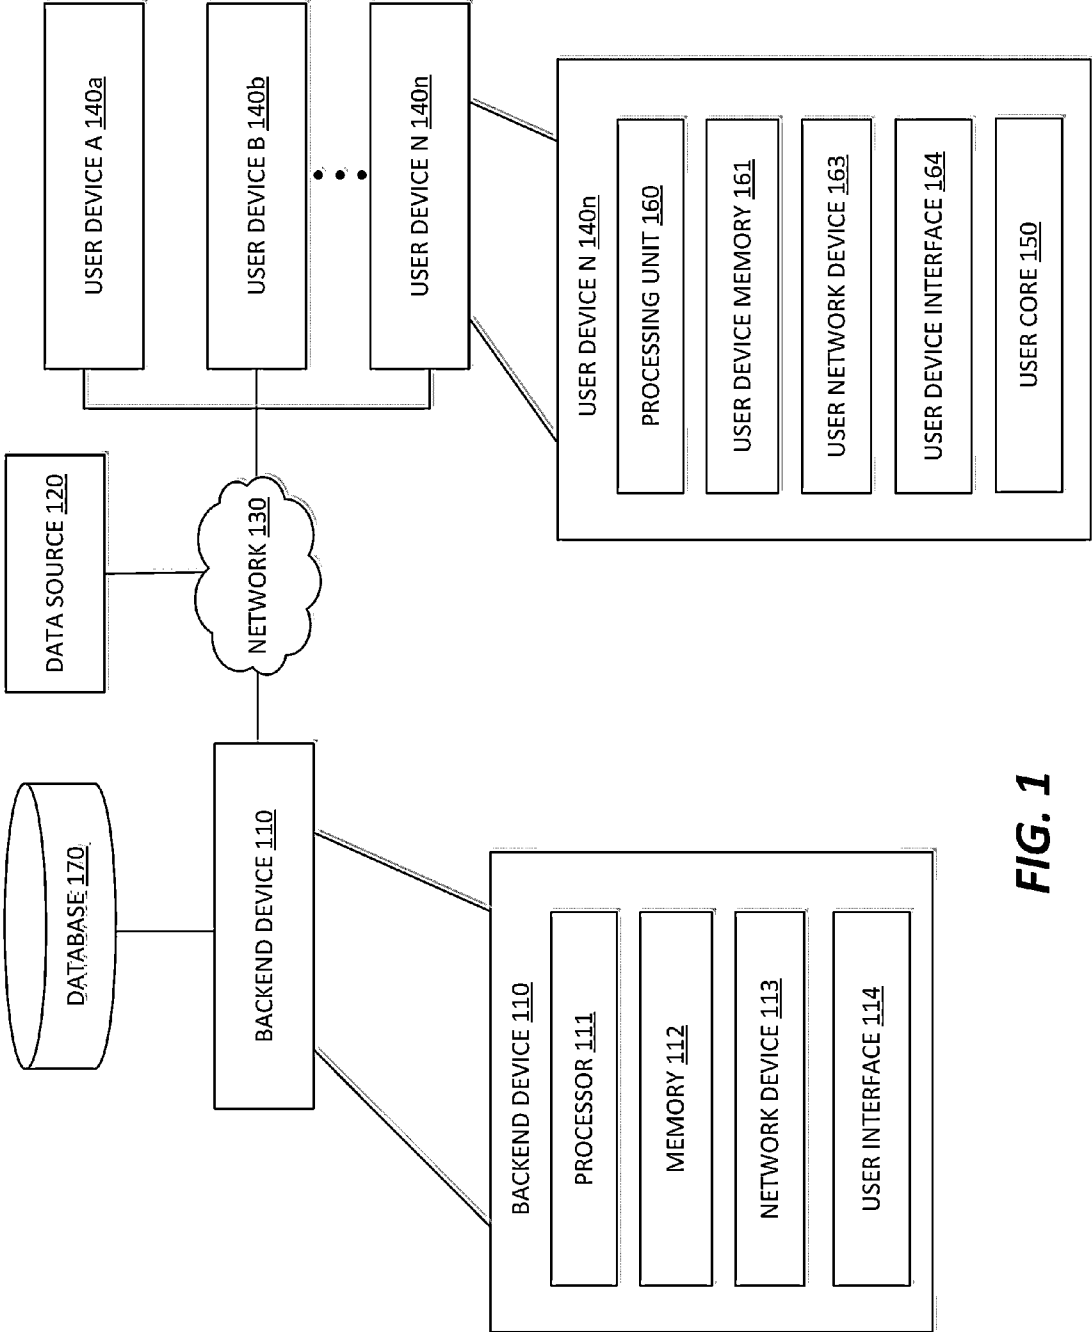 DATABASE 170
DATA SOURCE 120
USER DEVICE A 140a
BACKEND DEVICE 110
NETWORK 130
USER DEVICE B 140b
USER DEVICE N 140n
BACKEND DEVICE 110
PROCESSOR 111
MEMORY 112
NETWORK DEVICE 113
USER INTERFACE 114
USER DEVICE N 140n
PROCESSING UNIT 160
USER DEVICE MEMORY 161
USER NETWORK DEVICE 163
USER DEVICE INTERFACE 164
USER CORE 150
FIG. 1